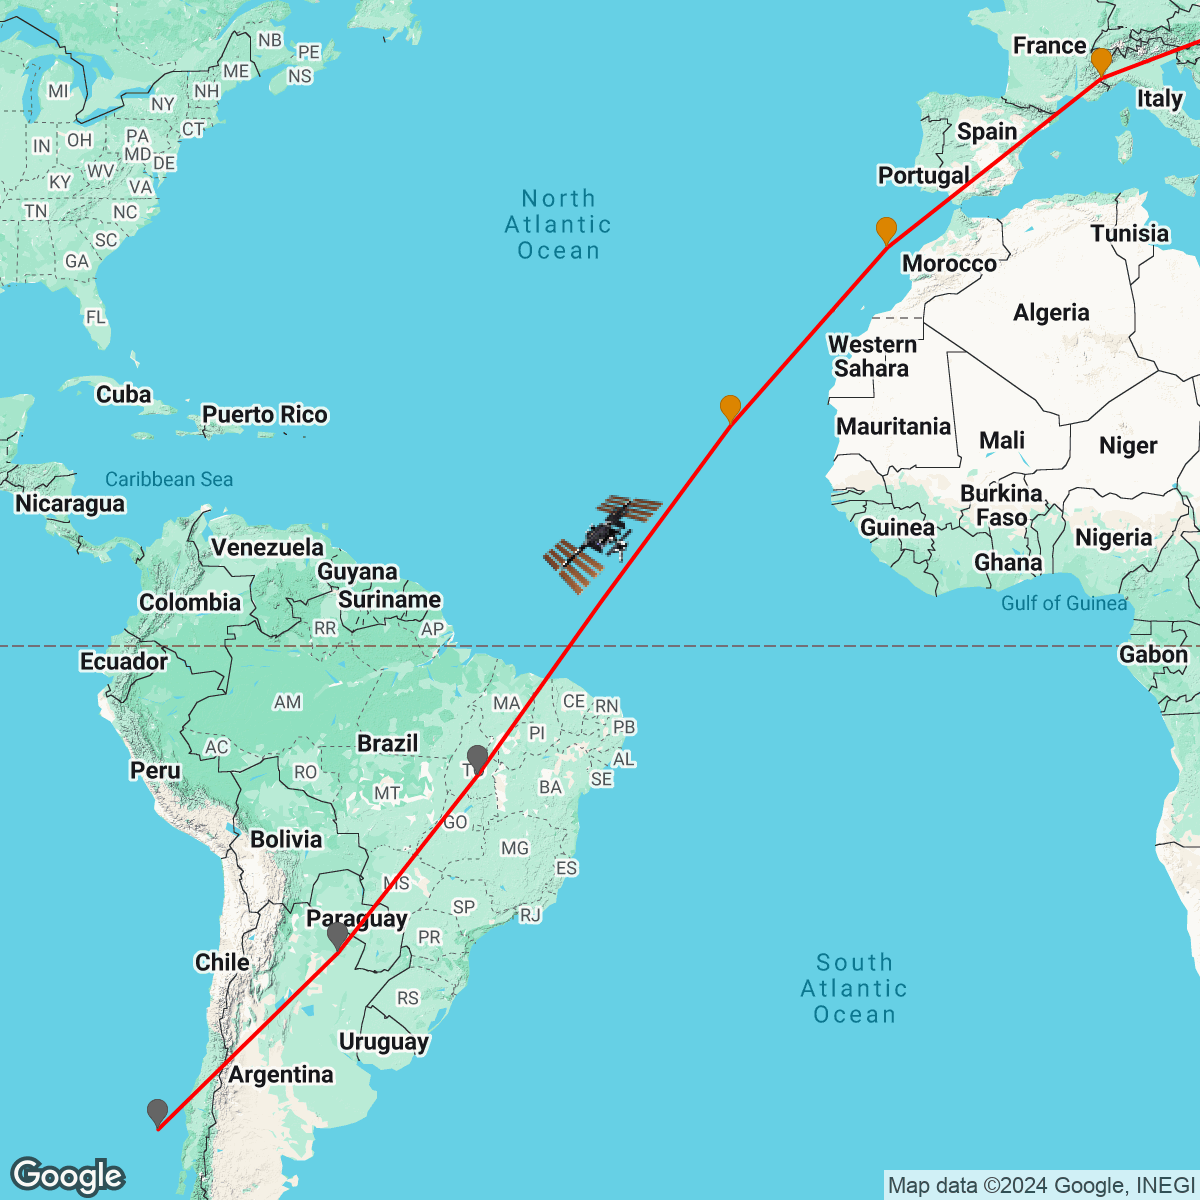 NB
PE
France
ME
NS
MI
NH
Italy
NY
CT
Spain
PA
OH
IN
MD
DE
WV
Portugal
KY
VA
North
Atlantic
Ocean
TN
NC
Tunisia
SC
GA
Morocco
Algeria
FL
Western
Sahara
Cuba
Puerto Rico
Mauritania
Mali
Niger
Caribbean Sea
Nicaragua
Burkina
Faso
Guinea
Nigeria
Venezuela
Ghana
Guyana
Colombia
Suriname
Gulf of Guinea
RR
AP
Ecuador
Gabon
AM
MA
CE
RN
PB
PI
Brazil
AC
AL
Peru
RO
TO
SE
MT
BA
GO
Bolivia
MG
ES
MS
SP
RJ
Paraguay
PR
Chile
South
Atlantic
Ocean
RS
Uruguay
Argentina
Google
Map data ©2024 Google, INEGI